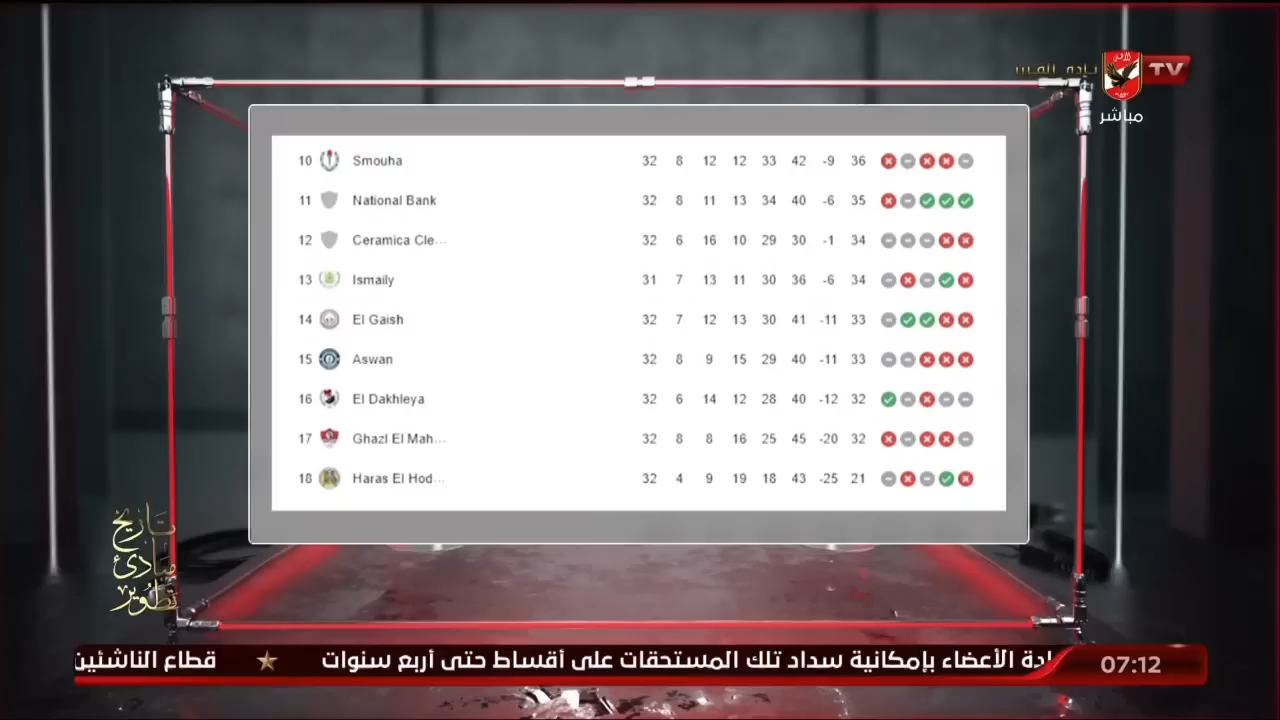 نادي القرن
TV
مباشر
10 Smouha 32 8 12 12 33 42 -9 36
11 National Bank 32 8 11 13 34 40 -6 35
12 Ceramica Cle... 32 6 16 10 29 30 -1 34
13 Ismaily 31 7 13 11 30 36 -6 34
14 El Gaish 32 7 12 13 30 41 -11 33
15 Aswan 32 8 9 15 29 40 -11 33
16 El Dakhleya 32 6 14 12 28 40 -12 32
17 Ghazl El Mah... 32 8 8 16 25 45 -20 32
18 Haras El Hod... 32 4 9 19 18 43 -25 21
تاريخ
مبادئ
تطوير
ادة الأعضاء بإمكانية سداد تلك المستحقات على أقساط حتى أربع سنوات ★ قطاع الناشئين
07:12